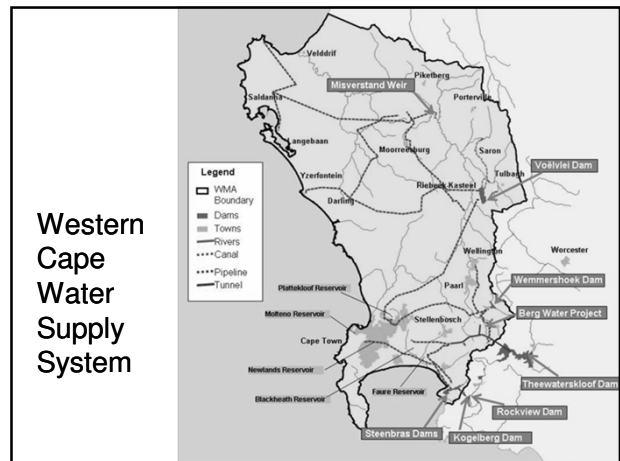 Western
Cape
Water
Supply
System
Velddrif
Piketberg
Misverstand Weir
Saldanha
Porterville
Langebaan
Moorreesburg
Saron
Voëlvlei Dam
Legend
WMA
Boundary
Dams
Towns
Rivers
Canal
Pipeline
Tunnel
Yzerfontein
Tulbagh
Riebeek-Kasteel
Darling
Wellington
Worcester
Wemmershoek Dam
Plattekloof Reservoir
Paarl
Berg Water Project
Molteno Reservoir
Stellenbosch
Cape Town
Theewaterskloof Dam
Newlands Reservoir
Faure Reservoir
Blackheath Reservoir
Rockview Dam
Steenbras Dams
Kogelberg Dam